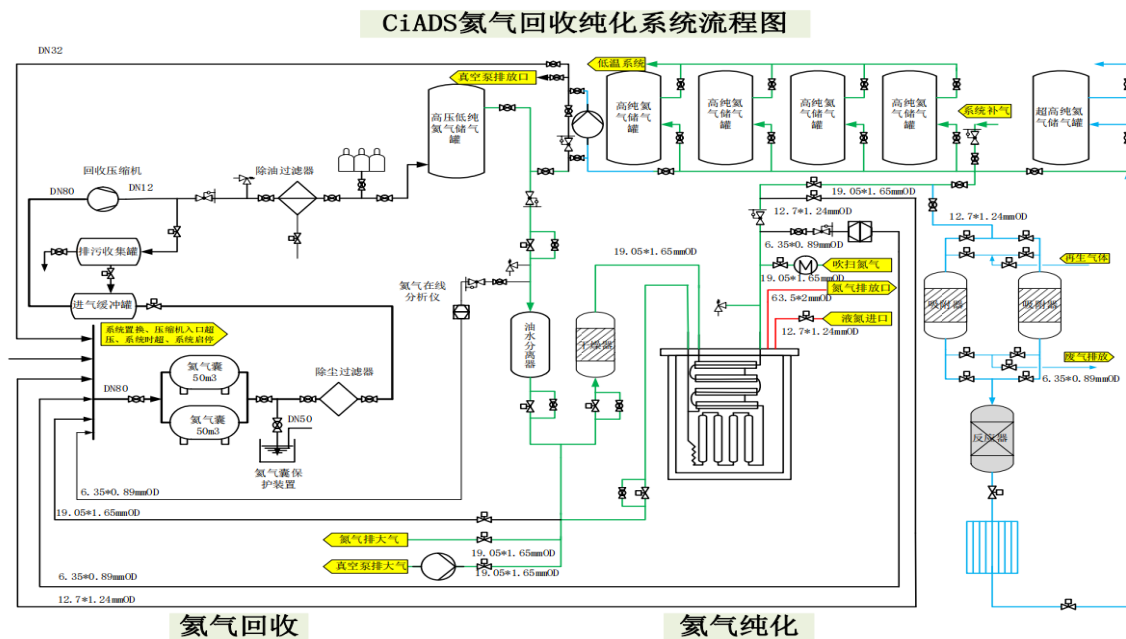 CiADS氦气回收纯化系统流程图
DN32
真空泵排放口
低温系统
高压低纯
氦气储气
罐
高纯氦
气储气
罐
高纯氦
气储气
罐
高纯氦
气储气
罐
高纯氦
气储气
罐
系统补气
超高纯氦
气储气罐
回收压缩机
DN80
DN12
除油过滤器
排污收集罐
进气缓冲罐
氦气在线
分析仪
19.05*1.65mmOD
19.05*1.65mmOD
12.7*1.24mmOD
6.35*0.89mmOD
吹扫氮气
19.05*1.65mmOD
氮气排放口
63.5*2mmOD
液氮进口
12.7*1.24mmOD
12.7*1.24mmOD
再生气体
吸附器
吸附器
废气排放
6.35*0.89mmOD
系统置换、压缩机入口超
压、系统时超、系统启停
油水
分离
器
干燥器
DN80
氦气囊
50m3
氦气囊
50m3
除尘过滤器
DN50
氦气囊保
护装置
反应器
6.35*0.89mmOD
19.05*1.65mmOD
氮气排大气
19.05*1.65mmOD
真空泵排大气
19.05*1.65mmOD
6.35*0.89mmOD
12.7*1.24mmOD
氦气回收
氦气纯化